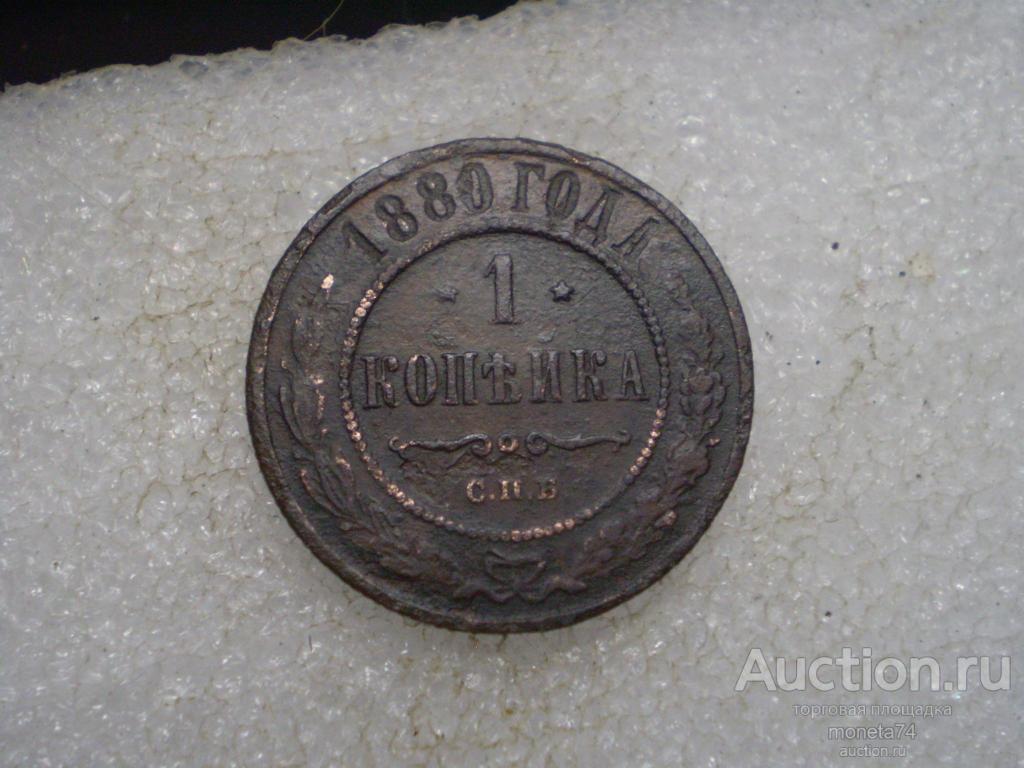 1880 ГОДА
1
КОПѢЙКА
С.П.Б
Auction.ru
торговая площадка
moneta74
auction.ru